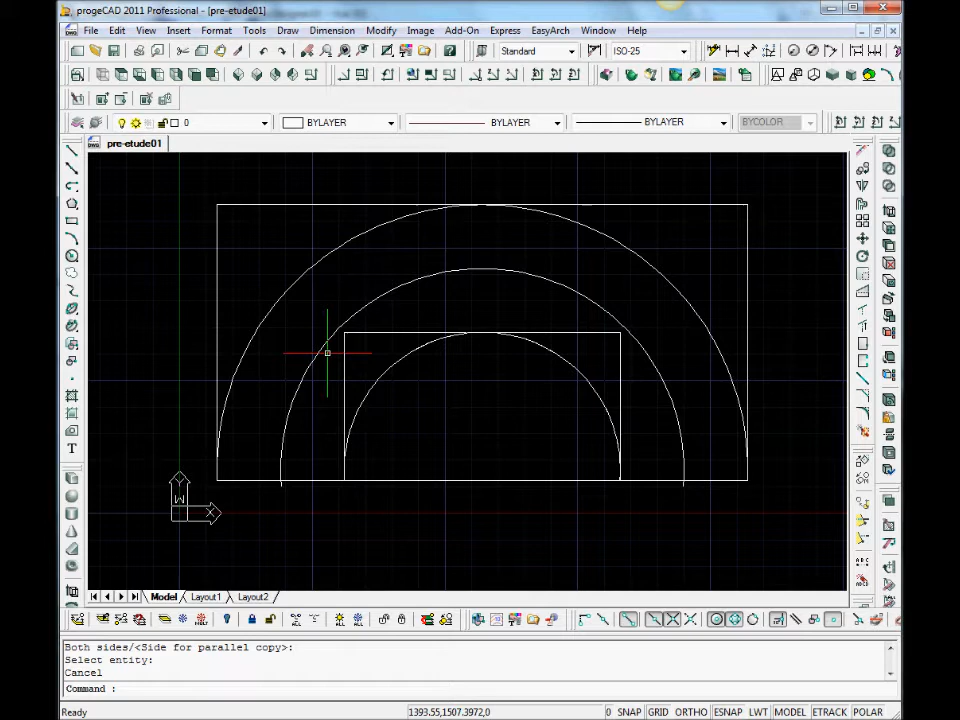 progeCAD 2011 Professional - [pre-etude01]
File Edit View Insert Format Tools Draw Dimension Modify Image Add-On Express EasyArch Window Help
Standard ISO-25
0 BYLAYER BYLAYER BYLAYER BYCOLOR
pre-etude01
Y
W
X
T
Model Layout1 Layout2
Both sides/<Side for parallel copy>:
Select entity:
Cancel
Command :
Ready 1393.55,1507.3972,0 0 SNAP GRID ORTHO ESNAP LWT MODEL ETRACK POLAR